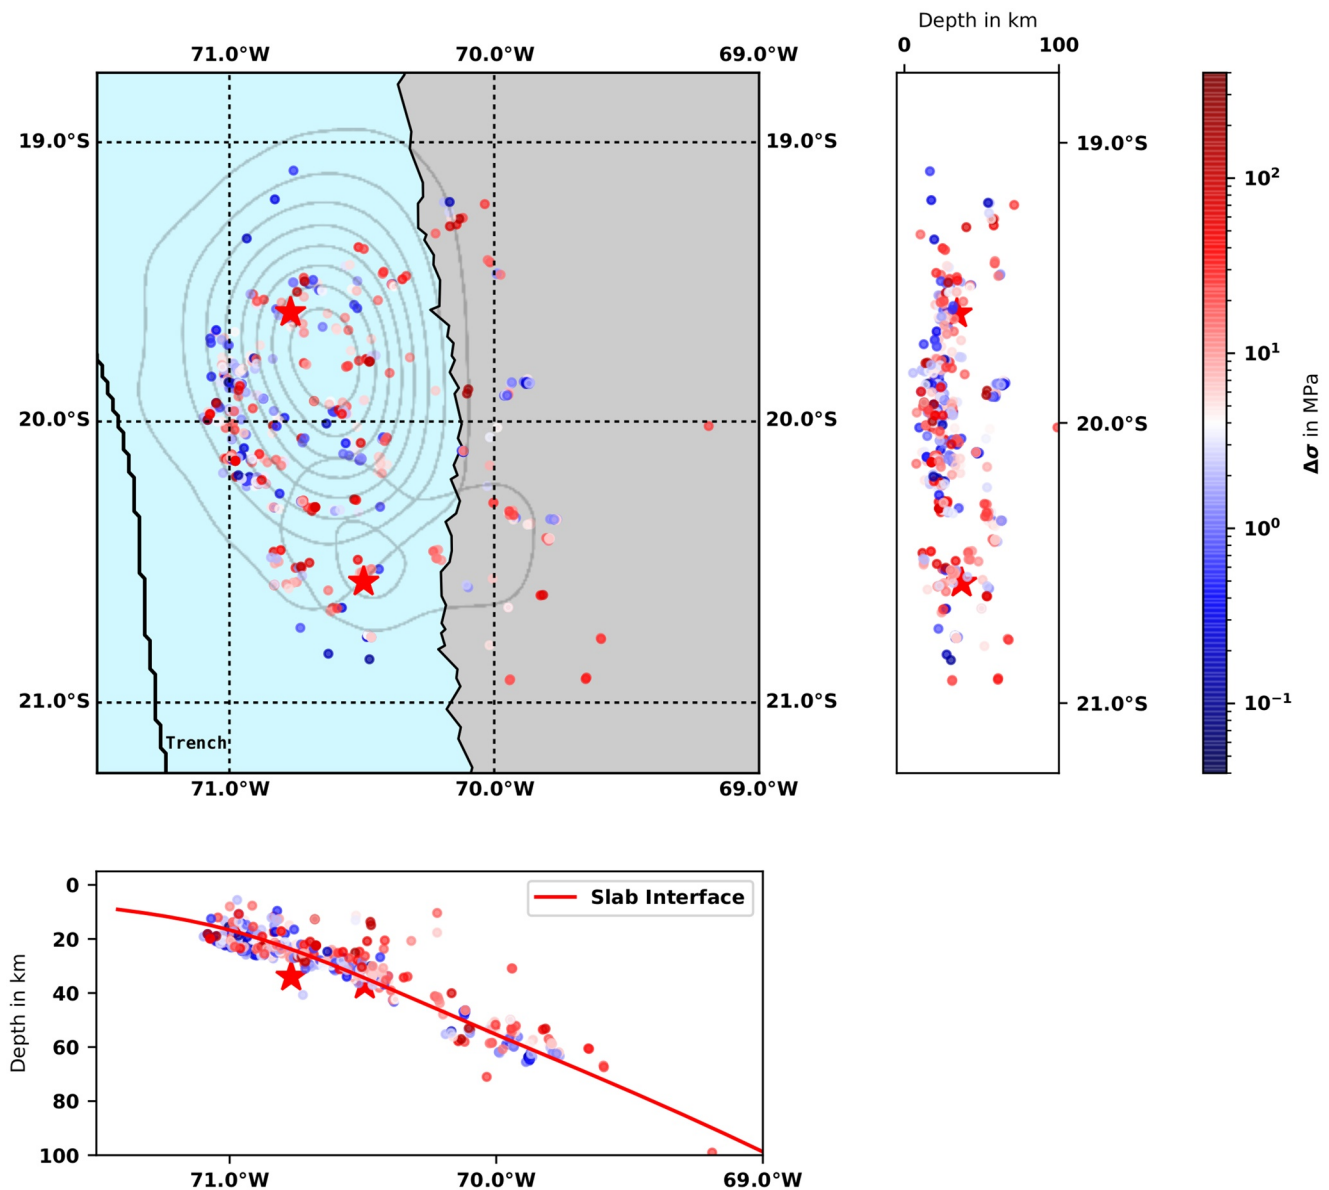 Depth in km
71.0°W 70.0°W 69.0°W
0 100
19.0°S 19.0°S 19.0°S
10²
10¹
20.0°S 20.0°S 20.0°S
Δσ in MPa
10⁰
21.0°S 21.0°S 21.0°S
10⁻¹
Trench
71.0°W 70.0°W 69.0°W
0
Slab Interface
20
40
Depth in km
60
80
100
71.0°W 70.0°W 69.0°W